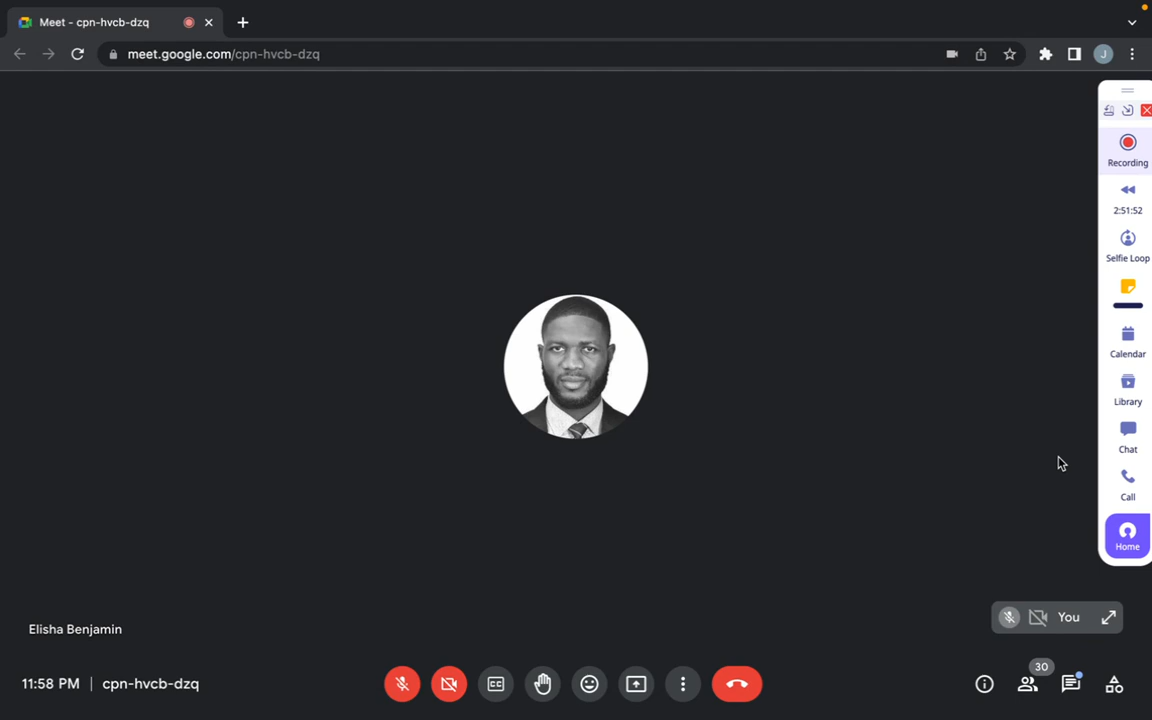 Meet - cpn-hvcb-dzq
meet.google.com/cpn-hvcb-dzq
J
Recording
2:51:52
Selfie Loop
Calendar
Library
Chat
Call
Home
You
Elisha Benjamin
11:58 PM | cpn-hvcb-dzq
CC
30